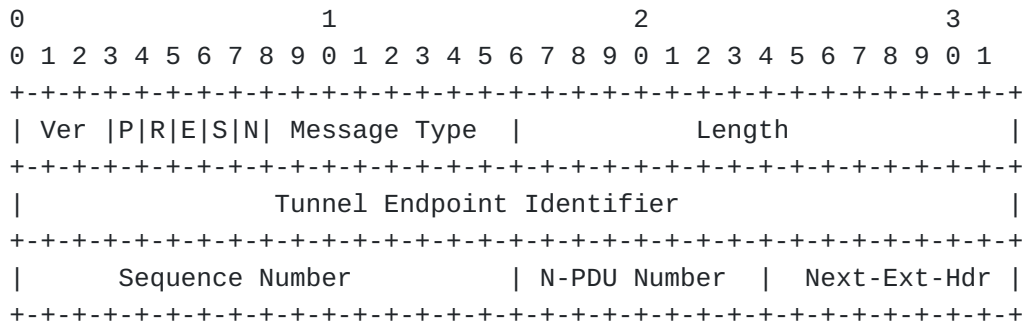 0                   1                   2                   3
0 1 2 3 4 5 6 7 8 9 0 1 2 3 4 5 6 7 8 9 0 1 2 3 4 5 6 7 8 9 0 1
+-+-+-+-+-+-+-+-+-+-+-+-+-+-+-+-+-+-+-+-+-+-+-+-+-+-+-+-+-+-+-+-+
| Ver |P|R|E|S|N| Message Type  |           Length              |
+-+-+-+-+-+-+-+-+-+-+-+-+-+-+-+-+-+-+-+-+-+-+-+-+-+-+-+-+-+-+-+-+
|                Tunnel Endpoint Identifier                     |
+-+-+-+-+-+-+-+-+-+-+-+-+-+-+-+-+-+-+-+-+-+-+-+-+-+-+-+-+-+-+-+-+
|      Sequence Number          | N-PDU Number  |  Next-Ext-Hdr |
+-+-+-+-+-+-+-+-+-+-+-+-+-+-+-+-+-+-+-+-+-+-+-+-+-+-+-+-+-+-+-+-+